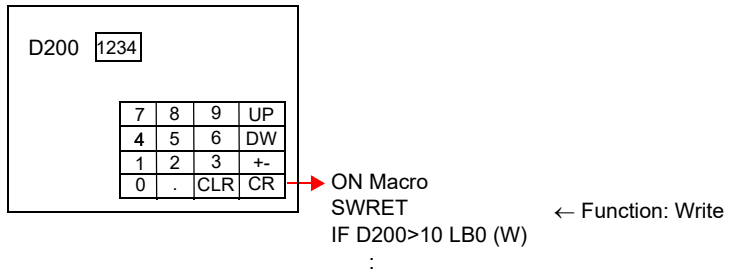 D200 1234
7 8 9 UP
4 5 6 DW
1 2 3 +-
0 . CLR CR
ON Macro
SWRET ← Function: Write
IF D200>10 LB0 (W)
: